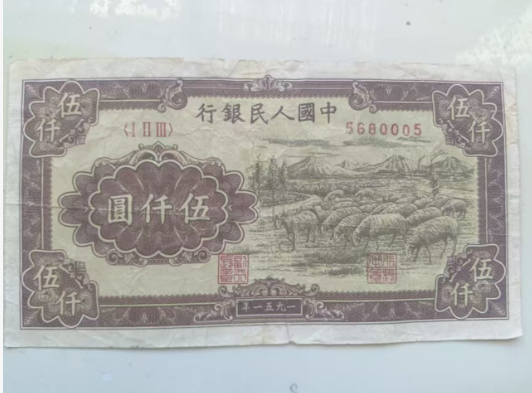 中國人民銀行
伍仟
伍仟
〈I II III〉
5680005
伍仟圓
伍仟
伍仟
一九五一年